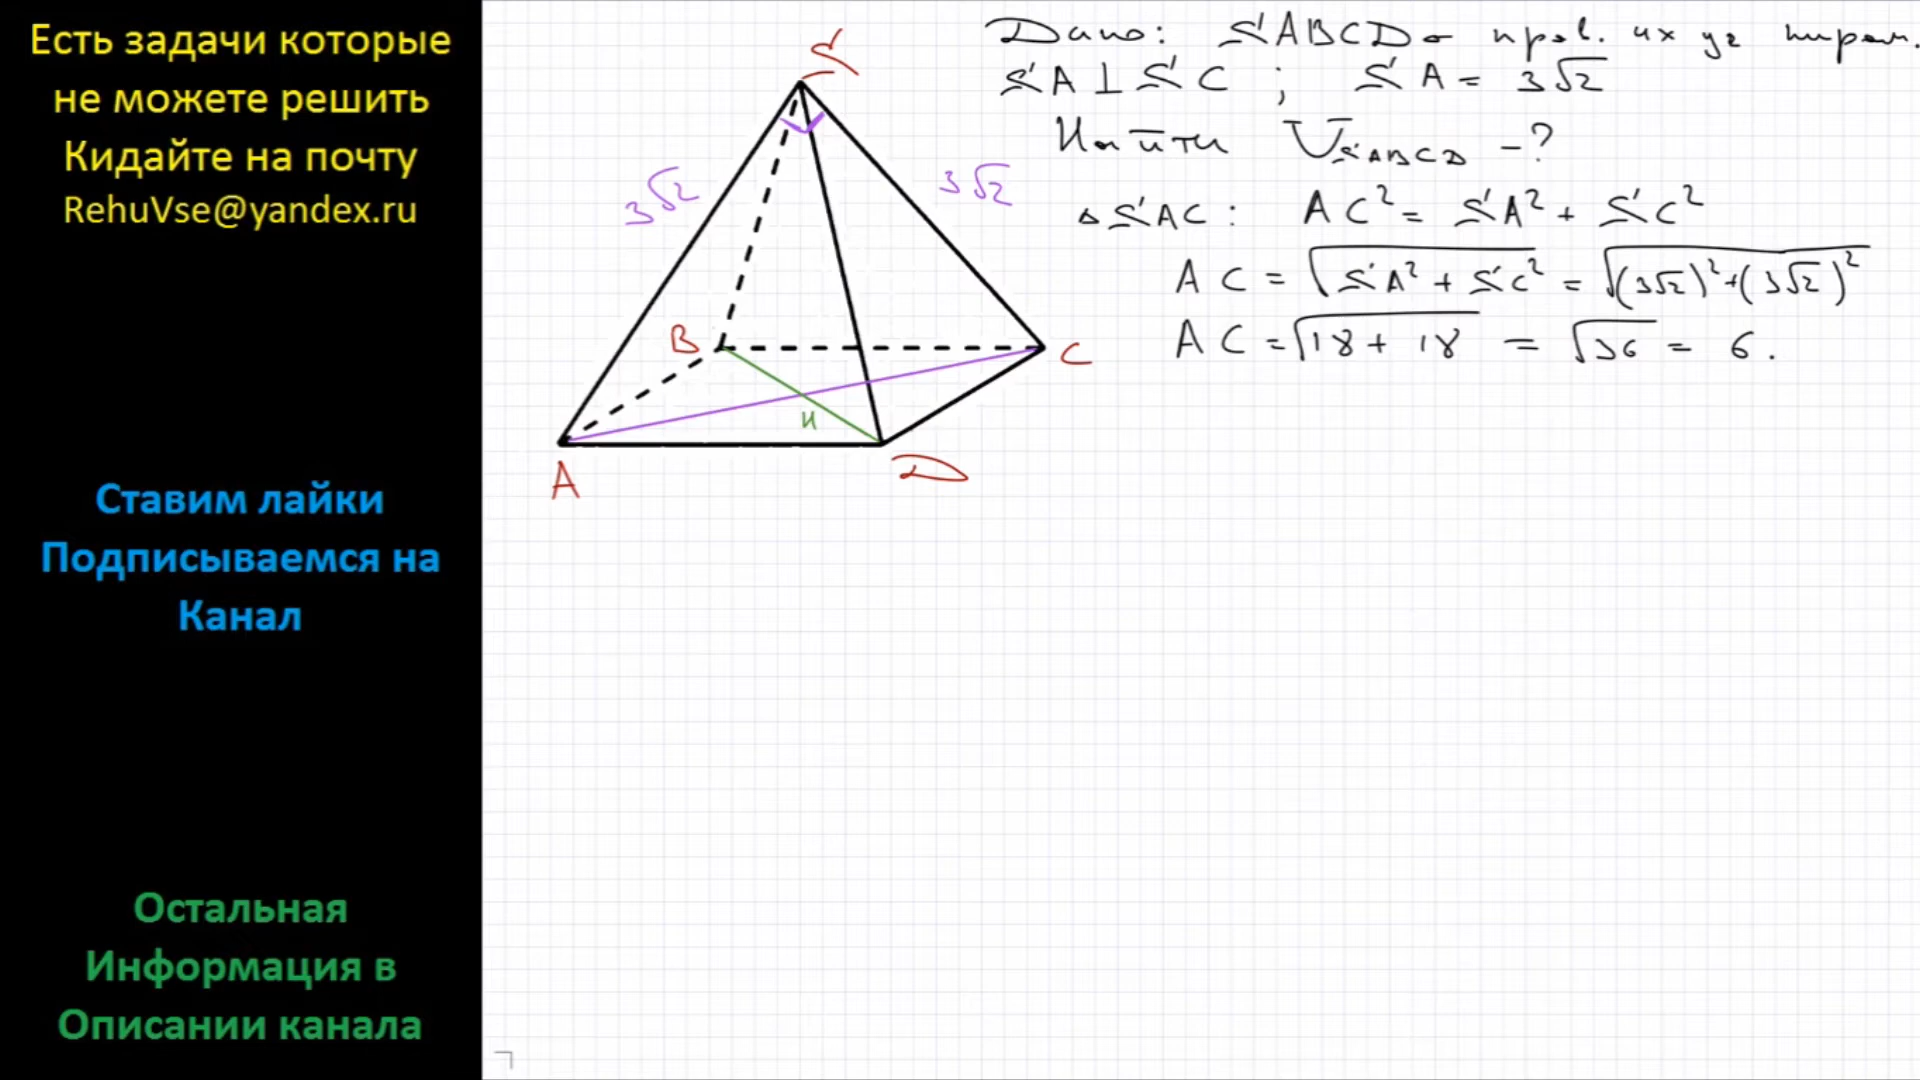 Есть задачи которые
не можете решить
Кидайте на почту
RehuVse@yandex.ru
Ставим лайки
Подписываемся на
Канал
Остальная
Информация в
Описании канала
S
3√2
3√2
B
C
н
A
D
Дано: SABCD - прав. чх уг пирам.
SA ⊥ SC ; SA = 3√2
Найти V_SABCD - ?
△SAC : AC² = SA² + SC²
AC = √(SA² + SC²) = √((3√2)² + (3√2)²)
AC = √(18 + 18) = √36 = 6.